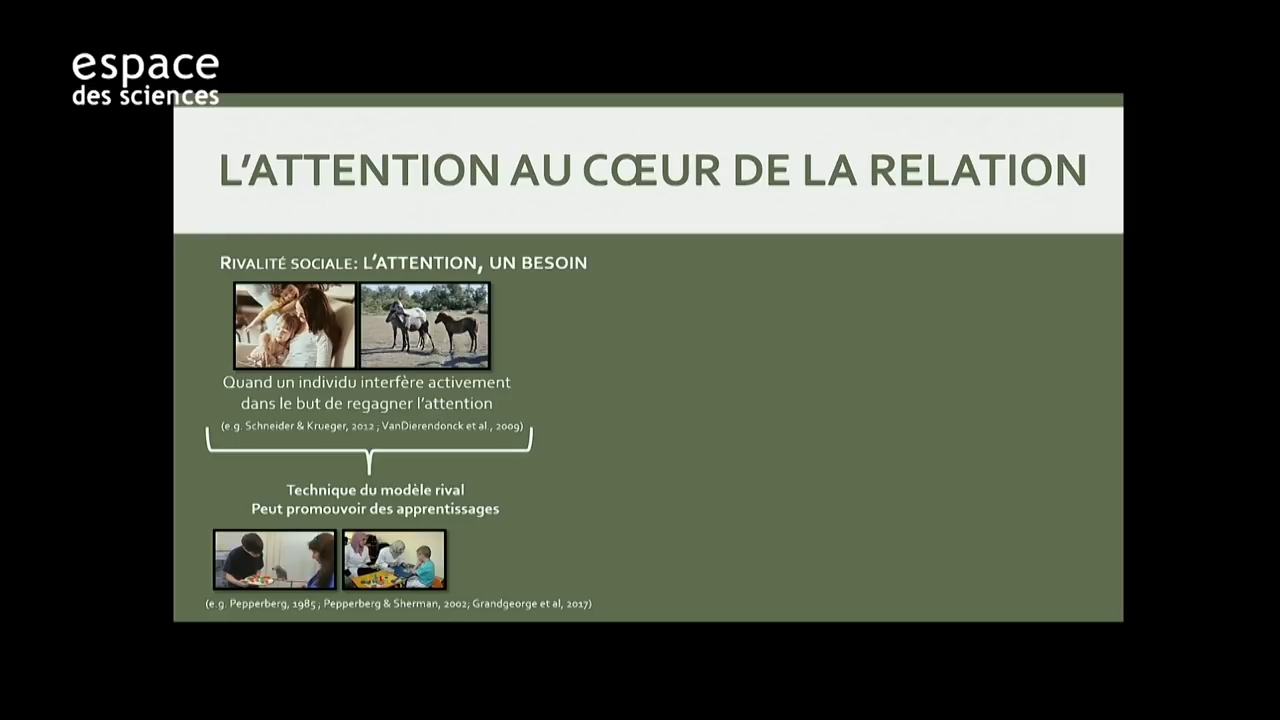 espace
des sciences
L'ATTENTION AU CŒUR DE LA RELATION
RIVALITÉ SOCIALE: L'ATTENTION, UN BESOIN
Quand un individu interfère activement
dans le but de regagner l'attention
(e.g. Schneider & Krueger, 2012 ; VanDierendonck et al., 2009)
Technique du modèle rival
Peut promouvoir des apprentissages
(e.g. Pepperberg, 1985 ; Pepperberg & Sherman, 2002; Grandgeorge et al, 2017)